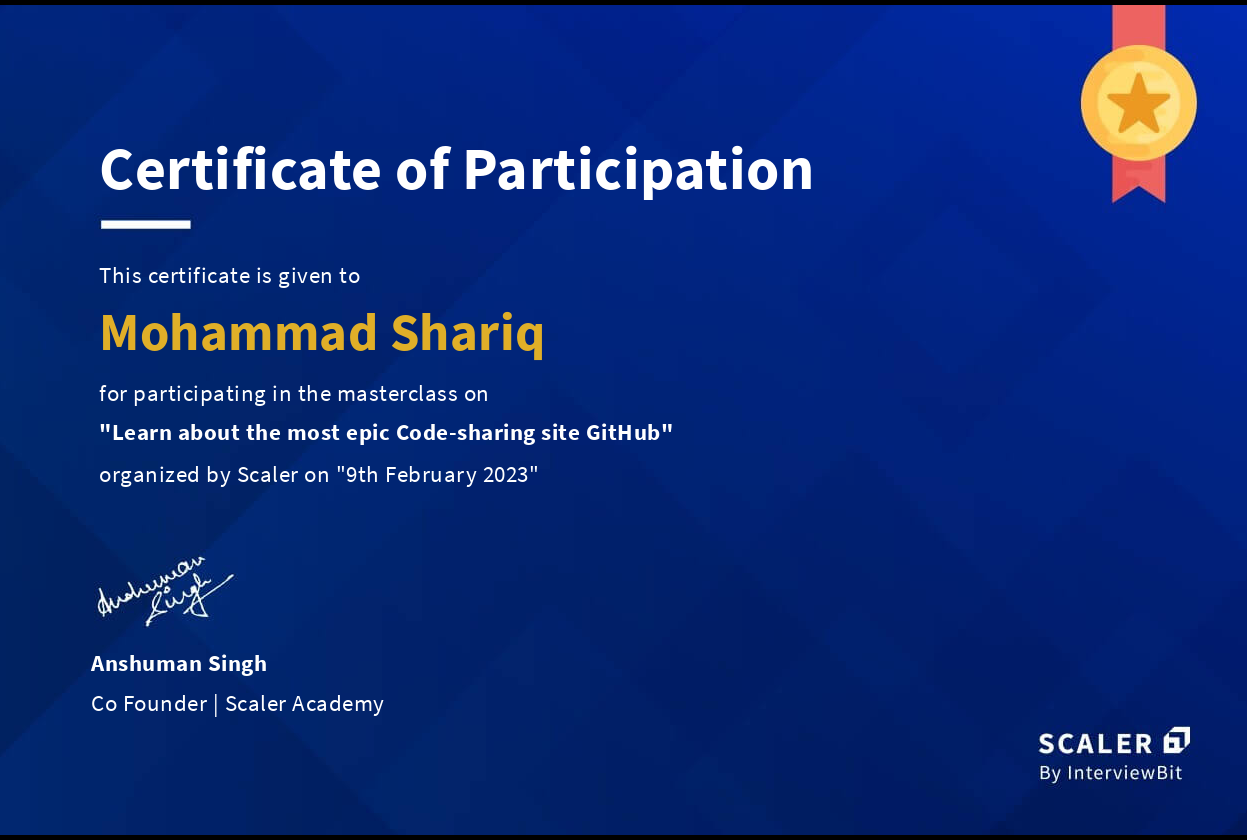 Certificate of Participation
This certificate is given to
Mohammad Shariq
for participating in the masterclass on
"Learn about the most epic Code-sharing site GitHub"
organized by Scaler on "9th February 2023"
Anshuman
Singh
Anshuman Singh
Co Founder | Scaler Academy
SCALER
By InterviewBit